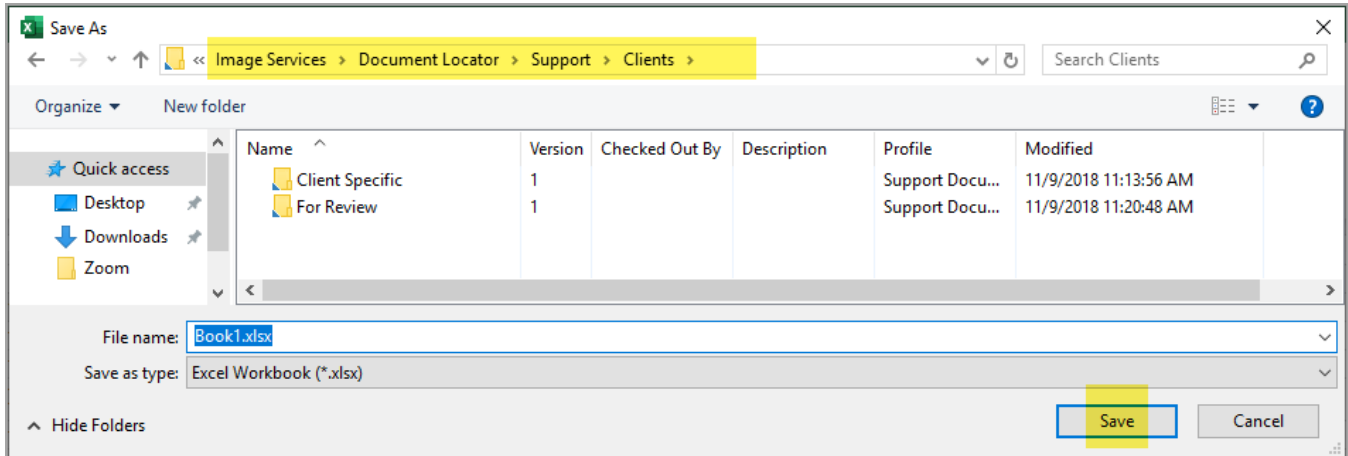 Save As
« Image Services > Document Locator > Support > Clients >
Search Clients
Organize
New folder
?
Name Version Checked Out By Description Profile Modified
Quick access
Client Specific 1 Support Docu... 11/9/2018 11:13:56 AM
Desktop
For Review 1 Support Docu... 11/9/2018 11:20:48 AM
Downloads
Zoom
File name: Book1.xlsx
Save as type: Excel Workbook (*.xlsx)
Hide Folders
Save
Cancel